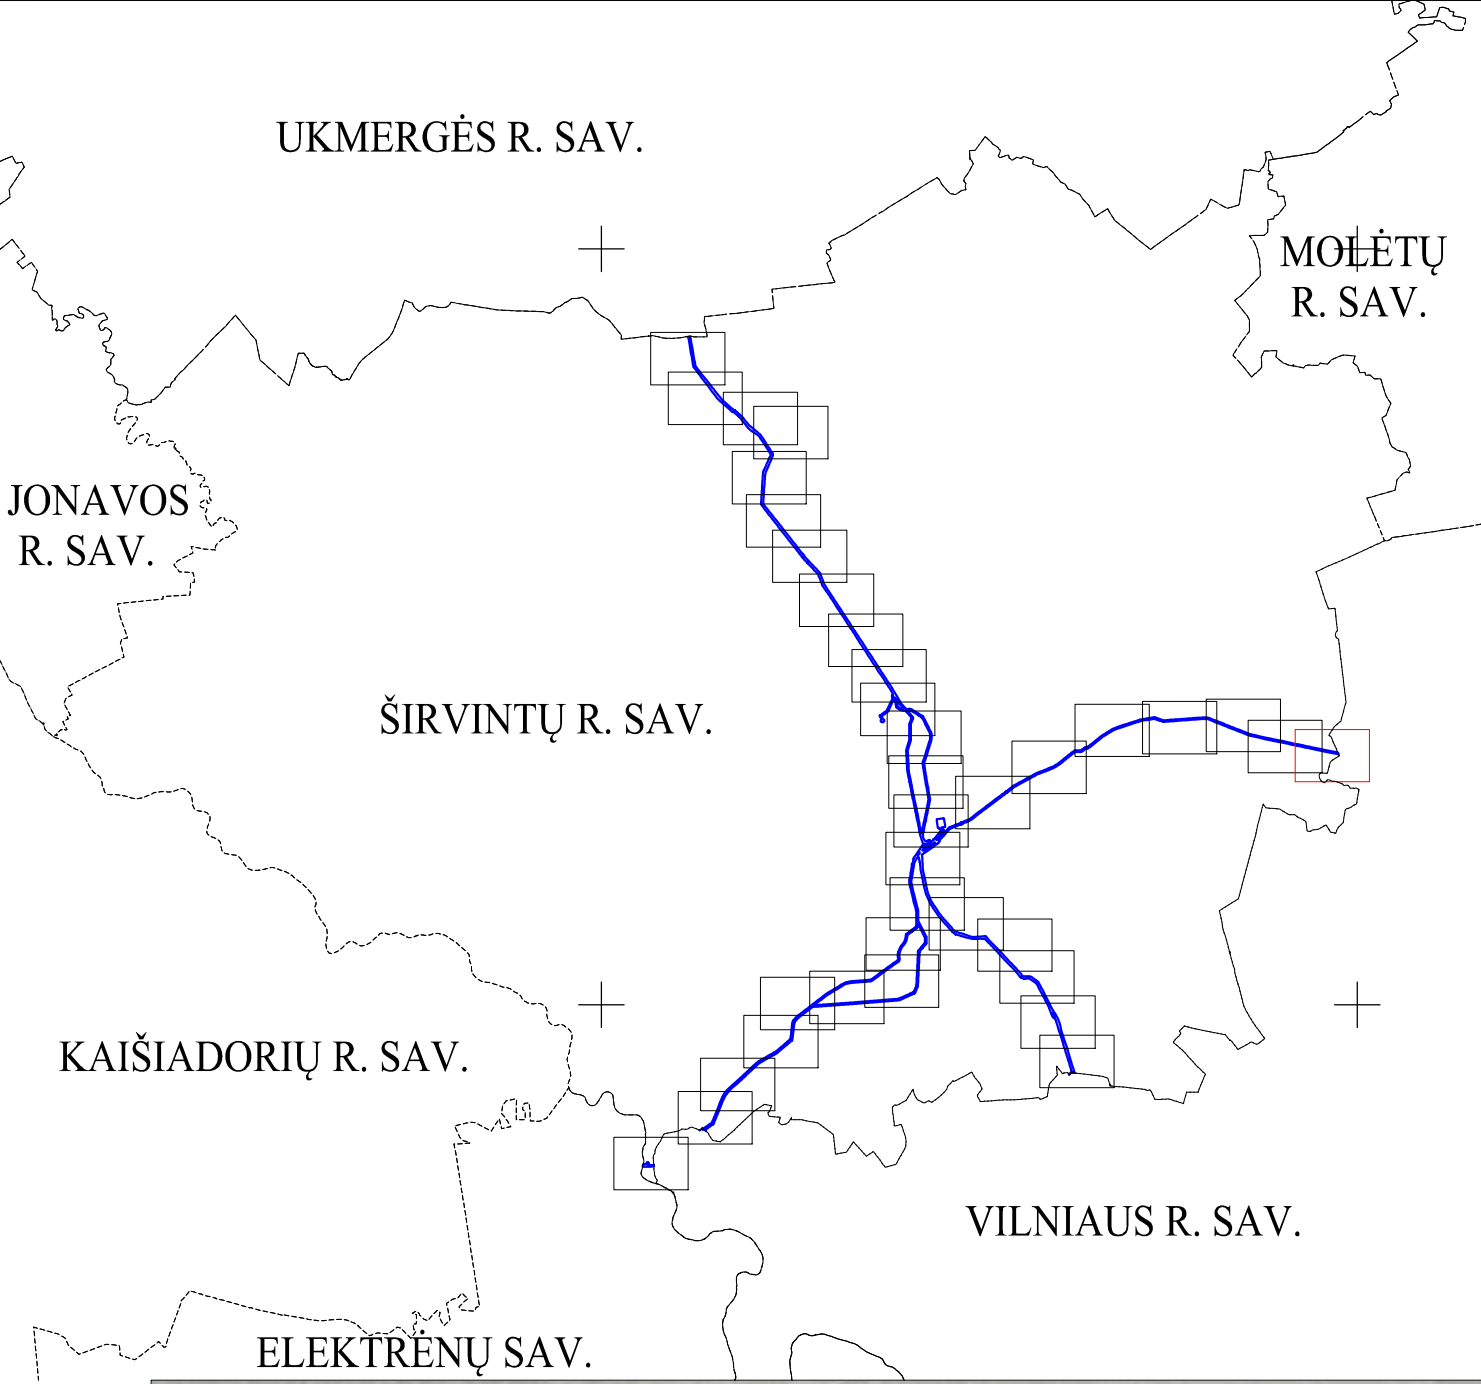 UKMERGĖS R. SAV.
MOLĖTŲ
R. SAV.
JONAVOS
R. SAV.
ŠIRVINTŲ R. SAV.
KAIŠIADORIŲ R. SAV.
VILNIAUS R. SAV.
ELEKTRĖNŲ SAV.